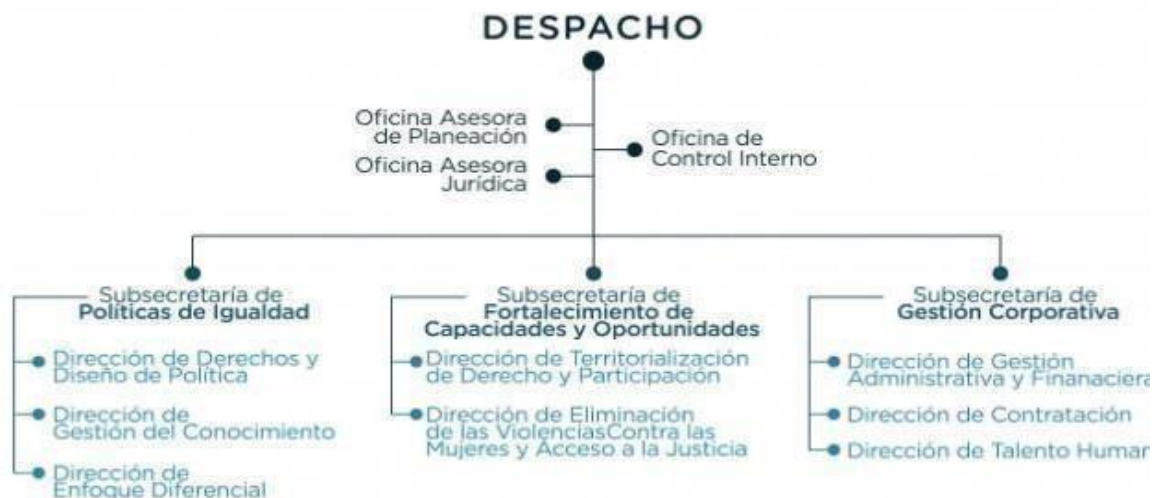 DESPACHO
Oficina Asesora
de Planeación
Oficina de
Control Interno
Oficina Asesora
Jurídica
Subsecretaría de
Políticas de Igualdad
Dirección de Derechos y
Diseño de Política
Dirección de
Gestión del Conocimiento
Dirección de
Enfoque Diferencial
Subsecretaría de
Fortalecimiento de
Capacidades y Oportunidades
Dirección de Territorialización
de Derecho y Participación
Dirección de Eliminación
de las ViolenciasContra las
Mujeres y Acceso a la Justicia
Subsecretaría de
Gestión Corporativa
Dirección de Gestión
Administrativa y Finanaciera
Dirección de Contratación
Dirección de Talento Human